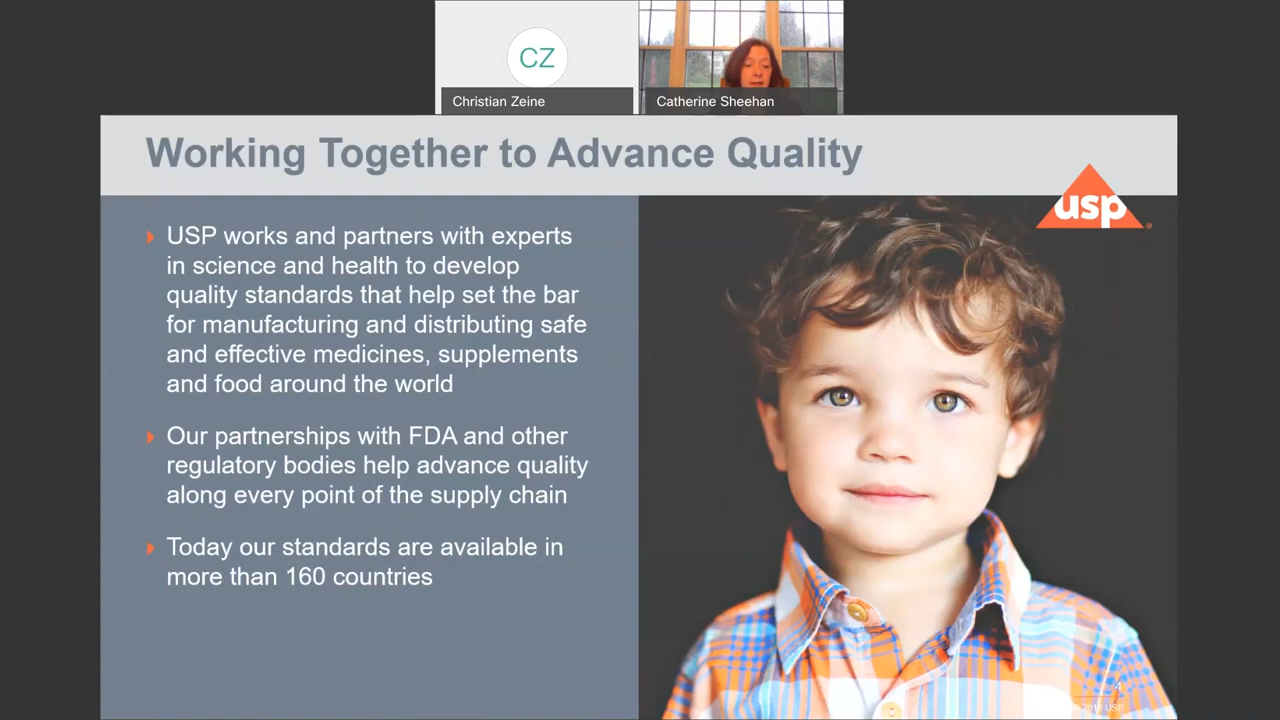 CZ
Christian Zeine
Catherine Sheehan
Working Together to Advance Quality
usp
USP works and partners with experts
in science and health to develop
quality standards that help set the bar
for manufacturing and distributing safe
and effective medicines, supplements
and food around the world
Our partnerships with FDA and other
regulatory bodies help advance quality
along every point of the supply chain
Today our standards are available in
more than 160 countries
4
USP